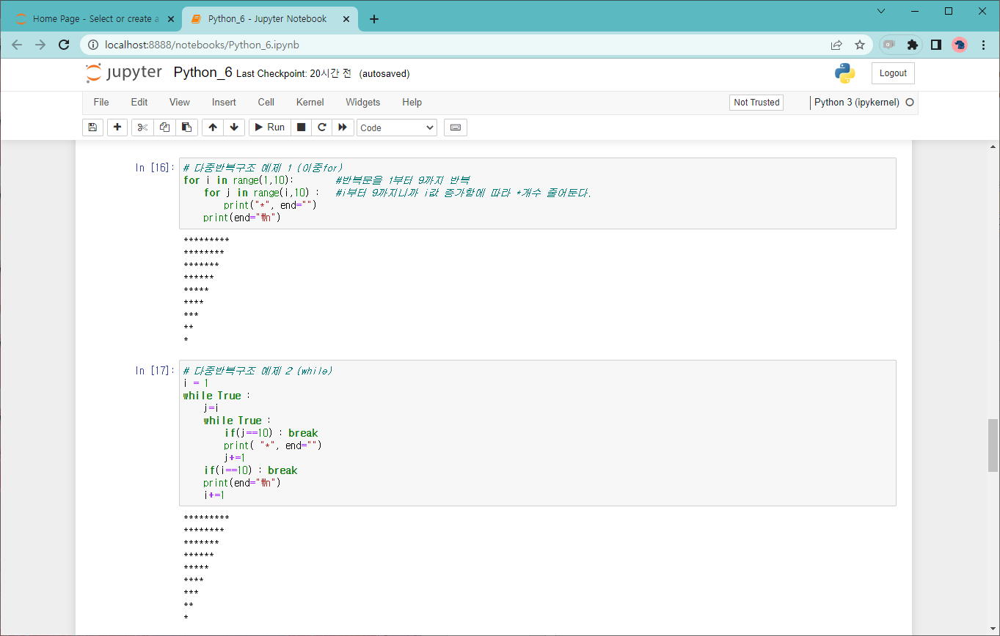 Home Page - Select or create a
Python_6 - Jupyter Notebook
localhost:8888/notebooks/Python_6.ipynb
jupyter Python_6 Last Checkpoint: 20시간 전 (autosaved)
Logout
File Edit View Insert Cell Kernel Widgets Help
Not Trusted
Python 3 (ipykernel)
Run
Code
In [16]:
# 다중반복구조 예제 1 (이중for)
for i in range(1,10): #반복문을 1부터 9까지 반복
for j in range(i,10) : #i부터 9까지니까 i값 증가함에 따라 *개수 줄어둔다.
print("*", end="")
print(end="₩n")
*********
********
*******
******
*****
****
***
**
*
In [17]:
# 다중반복구조 예제 2 (while)
i = 1
while True :
j=i
while True :
if(j==10) : break
print( "*", end="")
j+=1
if(i==10) : break
print(end="₩n")
i+=1
*********
********
*******
******
*****
****
***
**
*